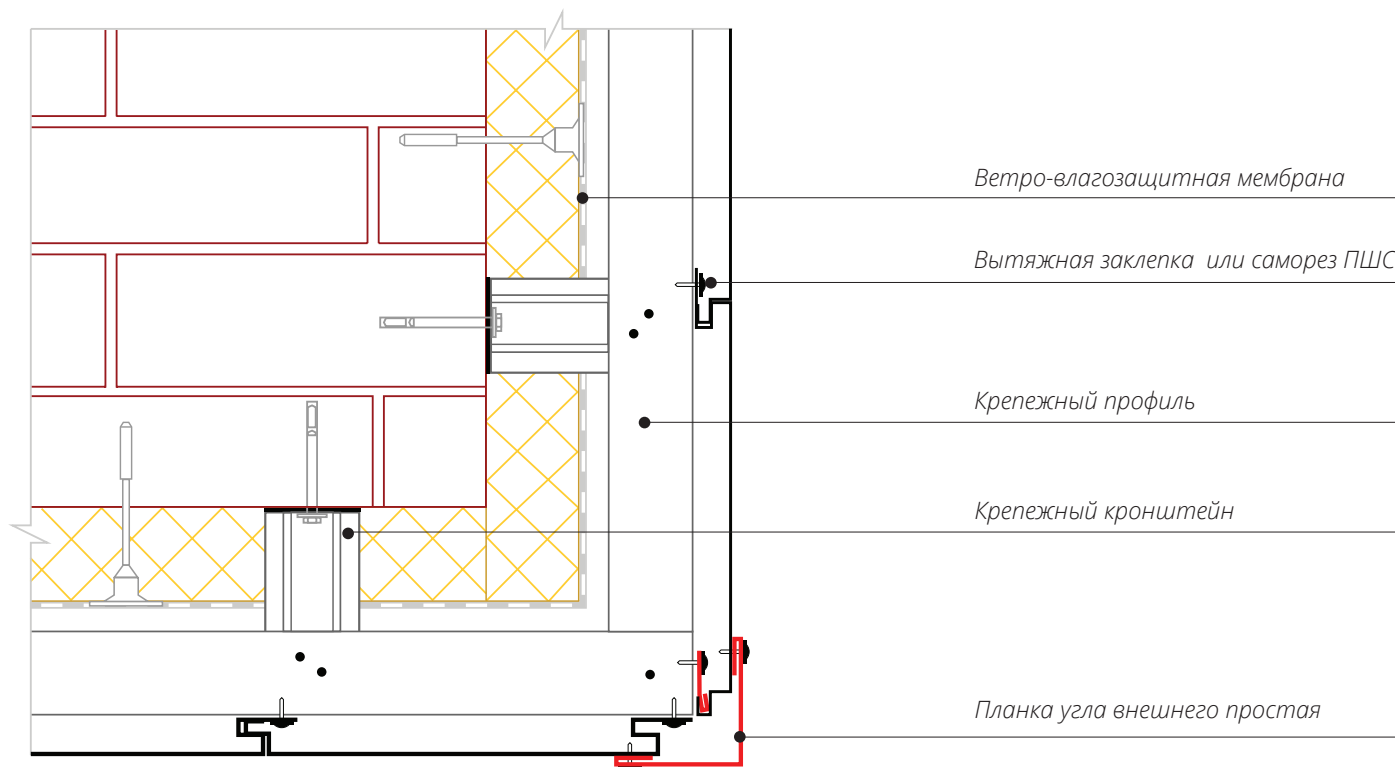 Ветро-влагозащитная мембрана
Вытяжная заклепка или саморез ПШС
Крепежный профиль
Крепежный кронштейн
Планка угла внешнего простая